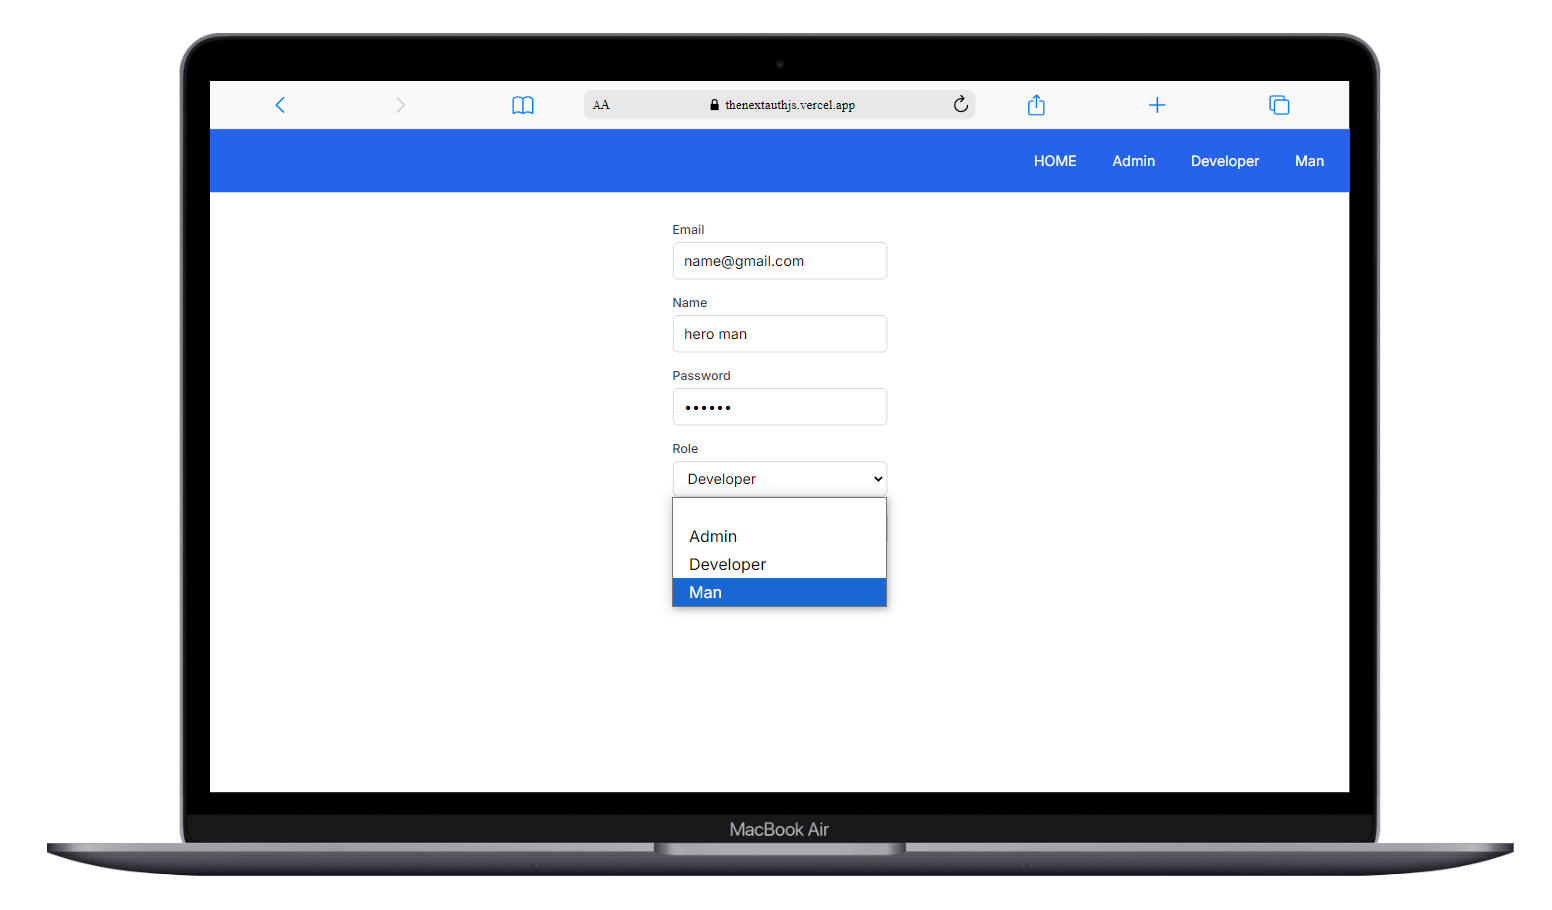 AA thenextauthjs.vercel.app
HOME Admin Developer Man
Email
name@gmail.com
Name
hero man
Password
••••••
Role
Developer
Admin
Developer
Man
MacBook Air